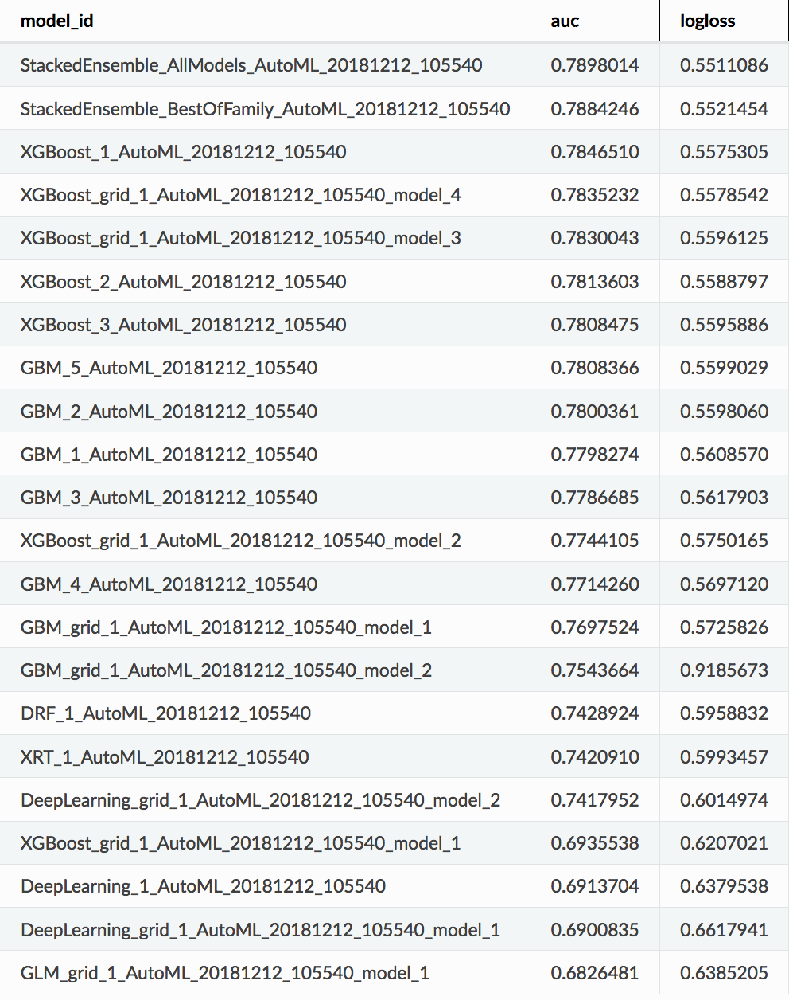 model_id auc logloss
StackedEnsemble_AllModels_AutoML_20181212_105540 0.7898014 0.5511086
StackedEnsemble_BestOfFamily_AutoML_20181212_105540 0.7884246 0.5521454
XGBoost_1_AutoML_20181212_105540 0.7846510 0.5575305
XGBoost_grid_1_AutoML_20181212_105540_model_4 0.7835232 0.5578542
XGBoost_grid_1_AutoML_20181212_105540_model_3 0.7830043 0.5596125
XGBoost_2_AutoML_20181212_105540 0.7813603 0.5588797
XGBoost_3_AutoML_20181212_105540 0.7808475 0.5595886
GBM_5_AutoML_20181212_105540 0.7808366 0.5599029
GBM_2_AutoML_20181212_105540 0.7800361 0.5598060
GBM_1_AutoML_20181212_105540 0.7798274 0.5608570
GBM_3_AutoML_20181212_105540 0.7786685 0.5617903
XGBoost_grid_1_AutoML_20181212_105540_model_2 0.7744105 0.5750165
GBM_4_AutoML_20181212_105540 0.7714260 0.5697120
GBM_grid_1_AutoML_20181212_105540_model_1 0.7697524 0.5725826
GBM_grid_1_AutoML_20181212_105540_model_2 0.7543664 0.9185673
DRF_1_AutoML_20181212_105540 0.7428924 0.5958832
XRT_1_AutoML_20181212_105540 0.7420910 0.5993457
DeepLearning_grid_1_AutoML_20181212_105540_model_2 0.7417952 0.6014974
XGBoost_grid_1_AutoML_20181212_105540_model_1 0.6935538 0.6207021
DeepLearning_1_AutoML_20181212_105540 0.6913704 0.6379538
DeepLearning_grid_1_AutoML_20181212_105540_model_1 0.6900835 0.6617941
GLM_grid_1_AutoML_20181212_105540_model_1 0.6826481 0.6385205